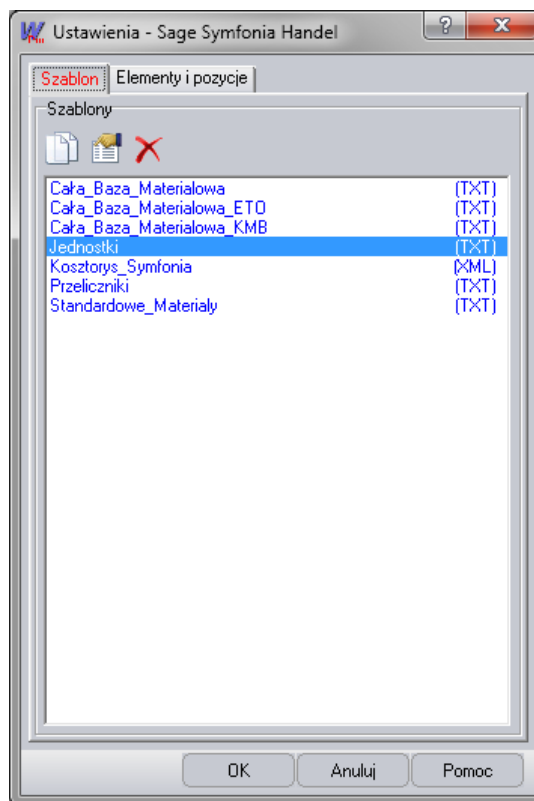 Ustawienia - Sage Symfonia Handel
Szablon Elementy i pozycje
Szablony
Cała_Baza_Materialowa (TXT)
Cała_Baza_Materialowa_ETO (TXT)
Cała_Baza_Materialowa_KMB (TXT)
Jednostki (TXT)
Kosztorys_Symfonia (XML)
Przeliczniki (TXT)
Standardowe_Materialy (TXT)
OK Anuluj Pomoc